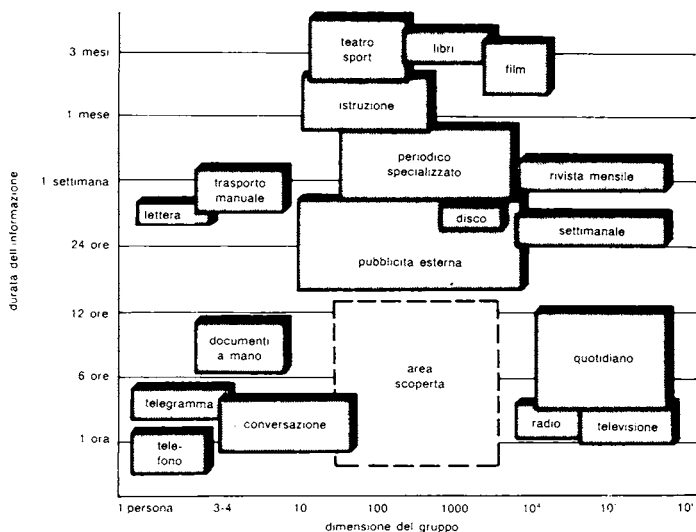 teatro
sport
libri
film
3 mesi
istruzione
1 mese
periodico
specializzato
rivista mensile
1 settimana
trasporto
manuale
lettera
disco
settimanale
24 ore
pubblicita esterna
durata dell'informazione
12 ore
documenti
a mano
area
scoperta
quotidiano
6 ore
telegramma
conversazione
radio
televisione
1 ora
tele-
fono
1 persona 3-4 10 100 1000 10⁴
dimensione del gruppo